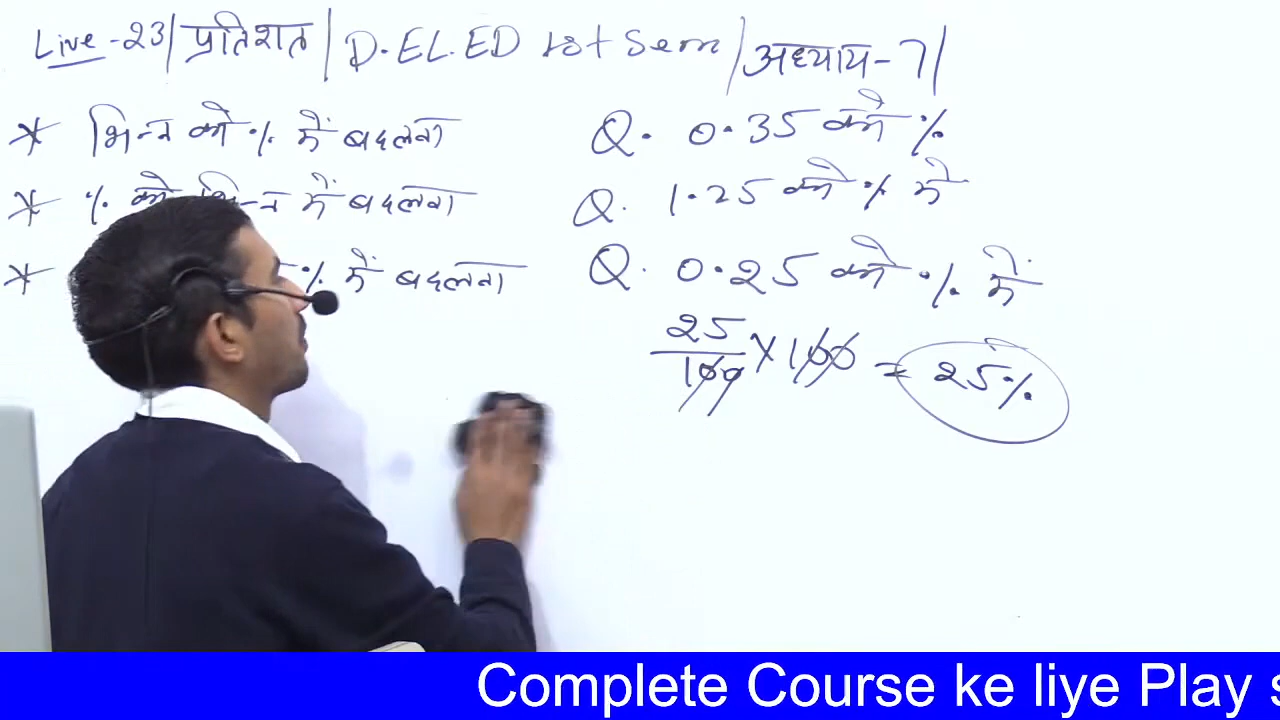 Live-23| प्रतिशत | D.EL.ED 1st Sem | अध्याय-7|
* भिन्न को % में बदलना
* % को भिन्न में बदलना
* % में बदलना
Q. 0.35 को %
Q. 1.25 को % में
Q. 0.25 को % में
25/100 × 100 = 25%
Complete Course ke liye Play s